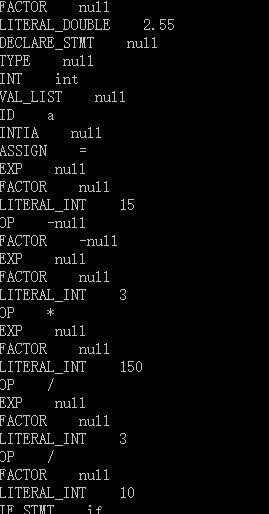 FACTOR    null
LITERAL_DOUBLE    2.55
DECLARE_STMT    null
TYPE    null
INT    int
VAL_LIST    null
ID    a
INTIA    null
ASSIGN    =
EXP    null
FACTOR    null
LITERAL_INT    15
OP    -null
FACTOR    -null
EXP    null
FACTOR    null
LITERAL_INT    3
OP    *
EXP    null
FACTOR    null
LITERAL_INT    150
OP    /
EXP    null
FACTOR    null
LITERAL_INT    3
OP    /
FACTOR    null
LITERAL_INT    10
IF_STMT    if